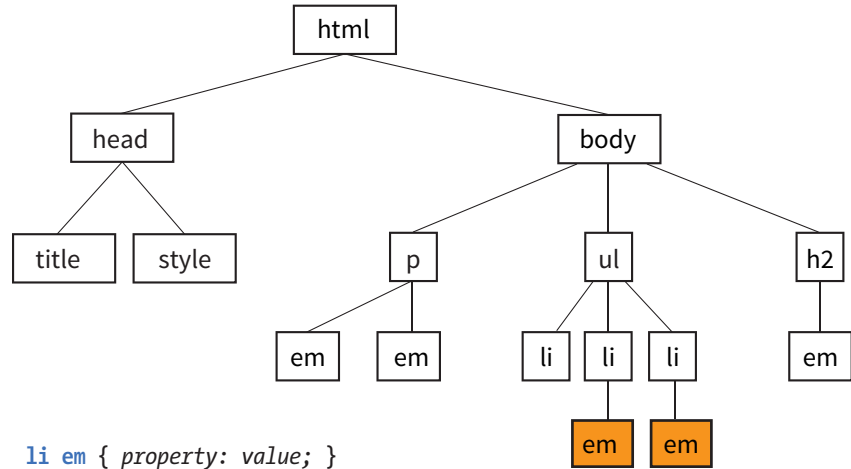 html
head
body
title style
p ul h2
em em li li li em
em em
li em { property: value; }